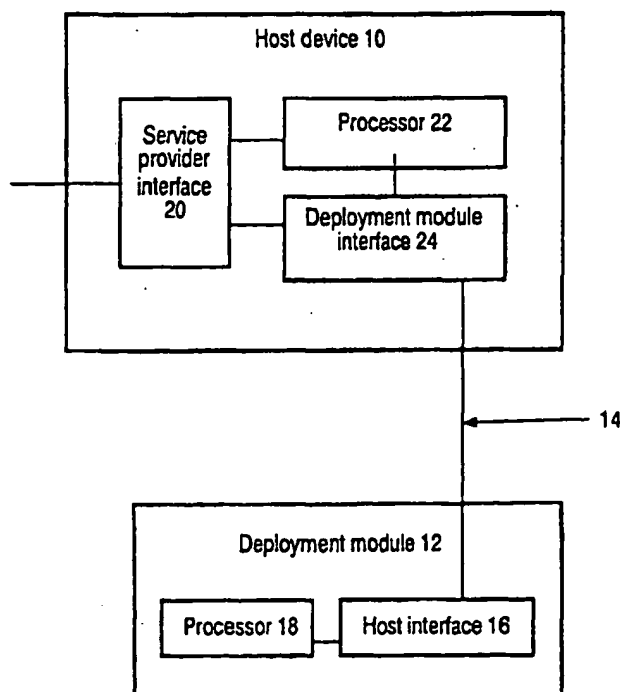 Host device 10
Service
provider
interface
20
Processor 22
Deployment module
interface 24
14
Deployment module 12
Processor 18
Host interface 16